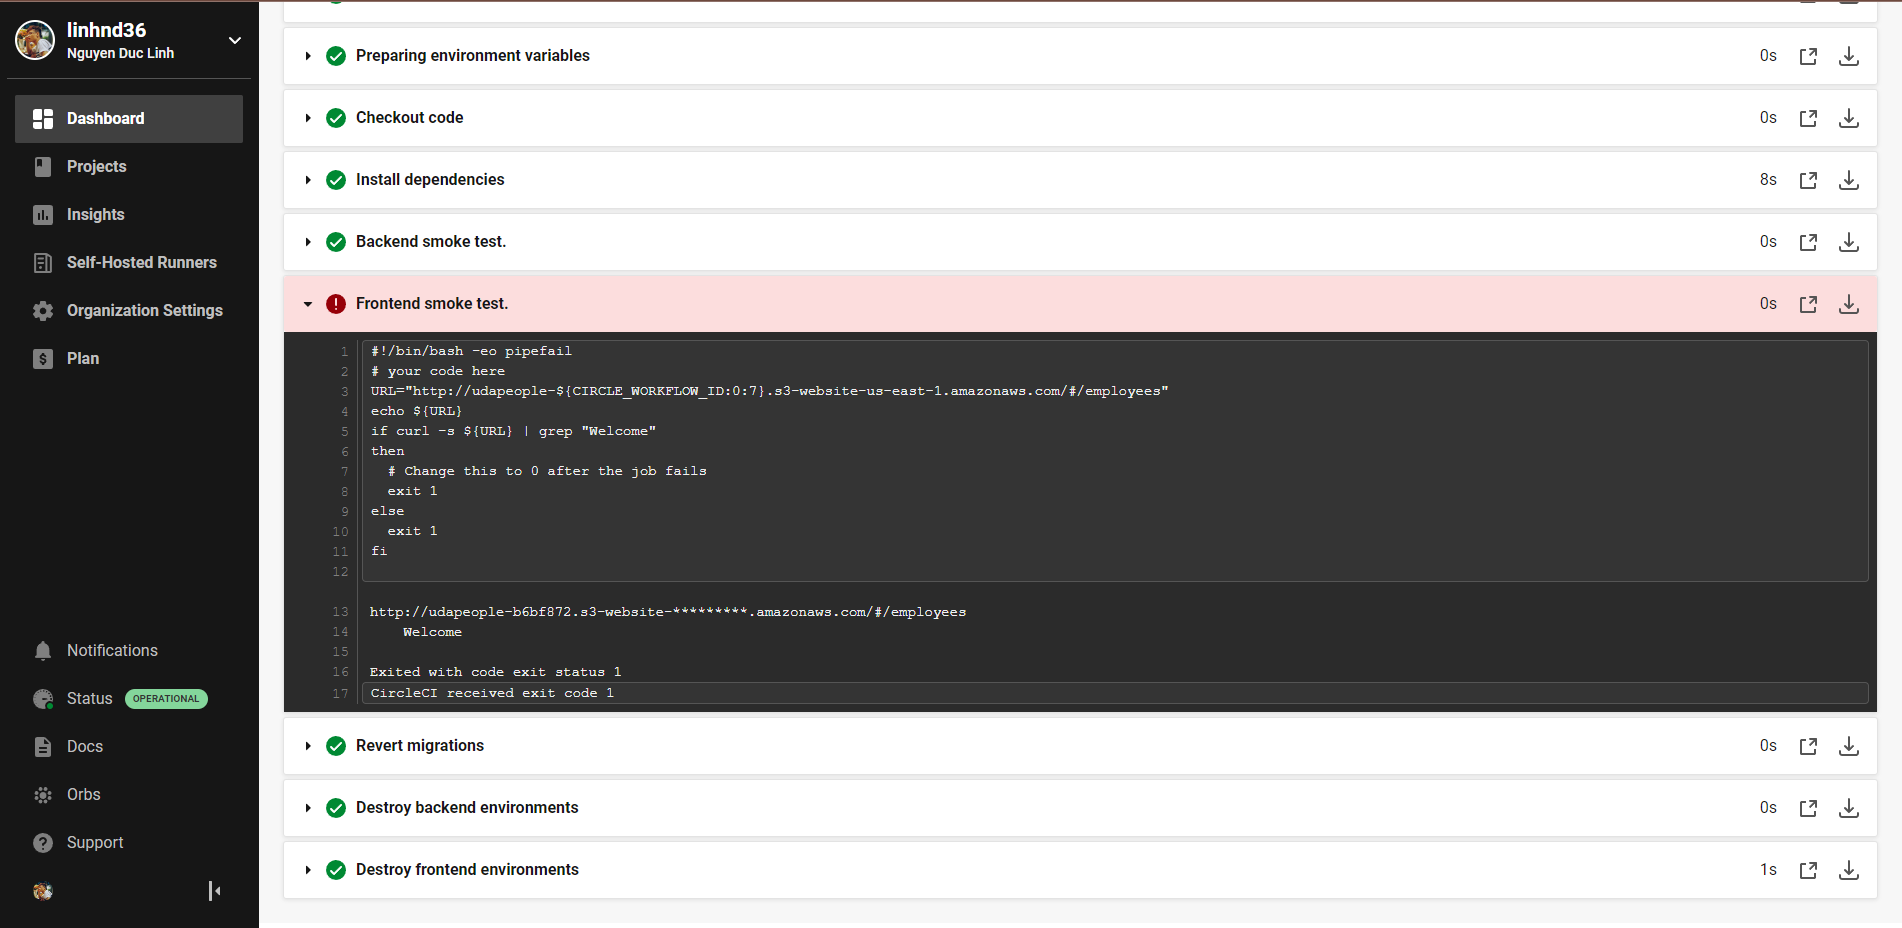 linhnd36
Nguyen Duc Linh
Dashboard
Projects
Insights
Self-Hosted Runners
Organization Settings
Plan
Notifications
Status OPERATIONAL
Docs
Orbs
Support
Preparing environment variables 0s
Checkout code 0s
Install dependencies 8s
Backend smoke test. 0s
Frontend smoke test. 0s
1 #!/bin/bash -eo pipefail
2 # your code here
3 URL="http://udapeople-${CIRCLE_WORKFLOW_ID:0:7}.s3-website-us-east-1.amazonaws.com/#/employees"
4 echo ${URL}
5 if curl -s ${URL} | grep "Welcome"
6 then
7   # Change this to 0 after the job fails
8   exit 1
9 else
10   exit 1
11 fi
12
13 http://udapeople-b6bf872.s3-website-*********.amazonaws.com/#/employees
14     Welcome
15
16 Exited with code exit status 1
17 CircleCI received exit code 1
Revert migrations 0s
Destroy backend environments 0s
Destroy frontend environments 1s